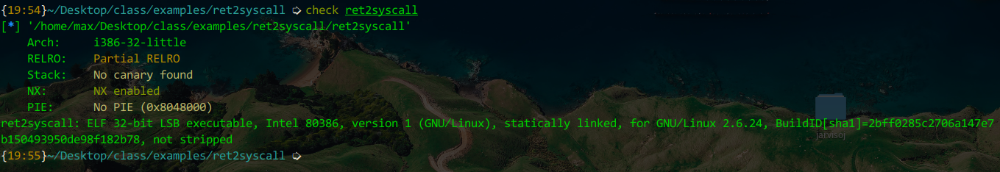 {19:54}~/Desktop/class/examples/ret2syscall ➭ check ret2syscall
[*] '/home/max/Desktop/class/examples/ret2syscall/ret2syscall'
Arch: i386-32-little
RELRO: Partial RELRO
Stack: No canary found
NX: NX enabled
PIE: No PIE (0x8048000)
ret2syscall: ELF 32-bit LSB executable, Intel 80386, version 1 (GNU/Linux), statically linked, for GNU/Linux 2.6.24, BuildID[sha1]=2bff0285c2706a147e7
b150493950de98f182b78, not stripped
jarvisoj
{19:55}~/Desktop/class/examples/ret2syscall ➭